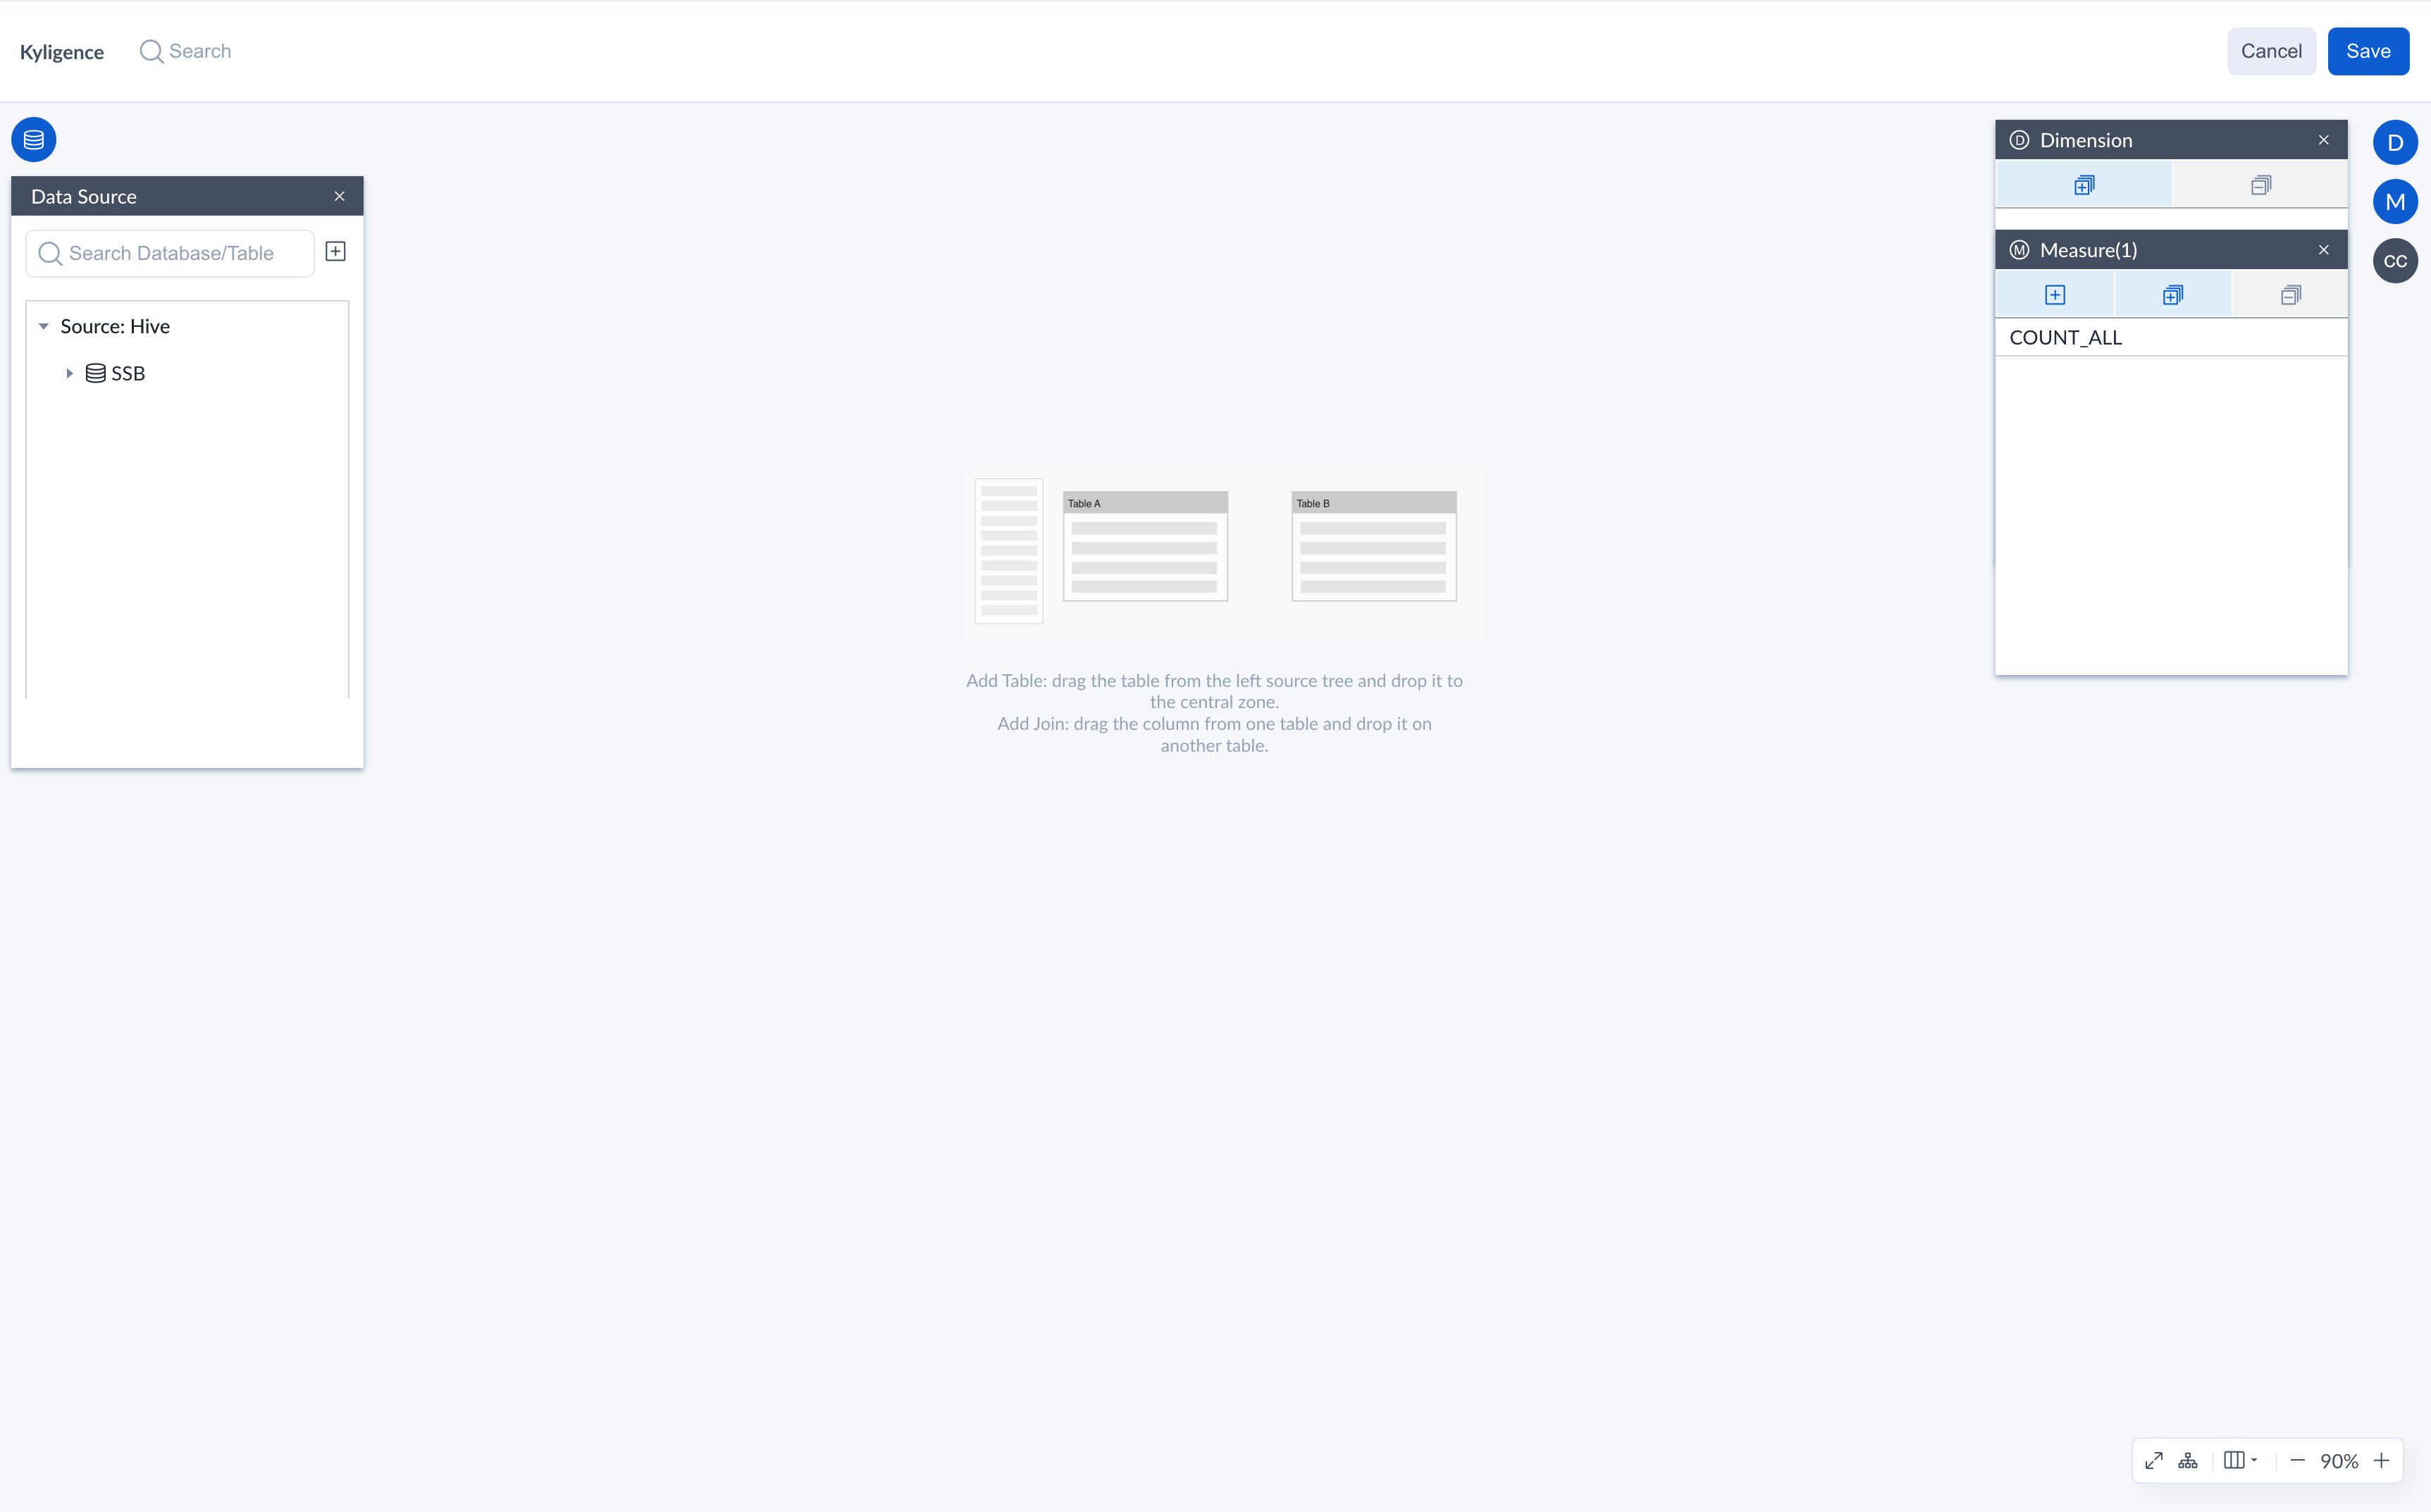 Kyligence
Search
Cancel
Save
Data Source
Search Database/Table
Source: Hive
SSB
Table A
Table B
Add Table: drag the table from the left source tree and drop it to
the central zone.
Add Join: drag the column from one table and drop it on
another table.
D Dimension
M Measure(1)
COUNT_ALL
D
M
CC
90%